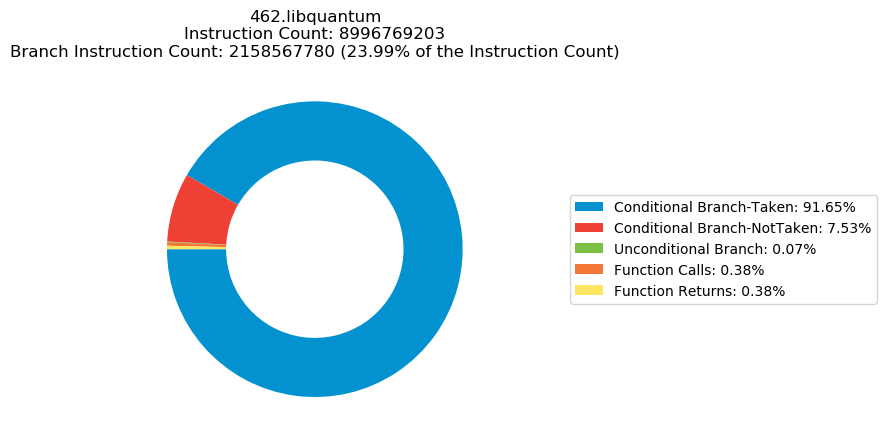 462.libquantum
Instruction Count: 8996769203
Branch Instruction Count: 2158567780 (23.99% of the Instruction Count)
Conditional Branch-Taken: 91.65%
Conditional Branch-NotTaken: 7.53%
Unconditional Branch: 0.07%
Function Calls: 0.38%
Function Returns: 0.38%